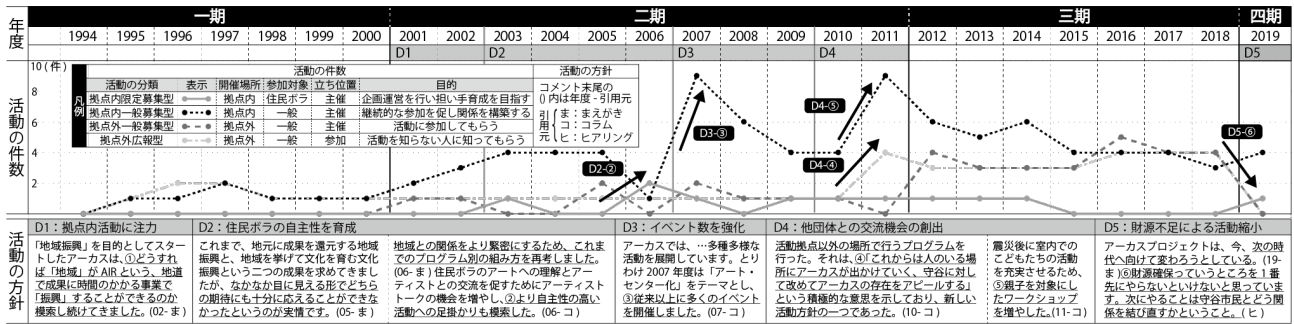 年度
一期
二期
三期
四期
1994 1995 1996 1997 1998 1999 2000 2001 2002 2003 2004 2005 2006 2007 2008 2009 2010 2011 2012 2013 2014 2015 2016 2017 2018 2019
D1 D2 D3 D4 D5
活動の件数
10(件)
8
6
4
2
凡例
活動の件数
活動の方針
活動の分類 表示 開催場所 参加対象 立ち位置 目的
拠点内限定募集型 拠点内 住民ボラ 主催 企画運営を行い担い手育成を目指す
拠点内一般募集型 拠点内 一般 主催 継続的な参加を促し関係を構築する
拠点外一般募集型 拠点外 一般 主催 活動に参加してもらう
拠点外広報型 拠点外 一般 参加 活動を知らない人に知ってもらう
コメント末尾の
()内は年度-引用元
引用元
ま:まえがき
コ:コラム
ヒ:ヒアリング
D2-②
D3-③
D4-⑤
D4-④
D5-⑥
活動の方針
D1:拠点内活動に注力
「地域振興」を目的としてスター
トしたアーカスは、①どうす
れば「地域」が AIR という、地道
で成果に時間のかかる事業で
「振興」することができるのか
模索し続けてきました。(02-ま)
D2:住民ボラの自主性を育成
これまで、地元に成果を還元する地域
振興と、地域を挙げて文化を育む文化
振興という二つの成果を求めてきまし
たが、なかなか目に見える形でどちら
の期待にも十分に応えることができな
かったというのが実情です。(05-ま)
地域との関係をより緊密にするため、これま
でのプログラム別の組み方を再考しました。
(06-ま)住民ボラのアートへの理解とアー
ティストとの交流を促すためにアーティスト
トークの機会を増やし、②より自主性の高い
活動への足掛かりも模索した。(06-コ)
D3:イベント数を強化
アーカスでは、…多種多様な
活動を展開しています。とり
わけ 2007 年度は「アート・
センター化」をテーマとし、
③従来以上に多くのイベント
を開催しました。(07-コ)
D4:他団体との交流機会の創出
活動拠点以外の場所で行うプログラムを
行った。それは、④「これからは人のいる場
所にアーカスが出かけていく、守谷に対し
て改めてアーカスの存在をアピールする」
という積極的な意思を示しており、新しい
活動方針の一つであった。(10-コ)
震災後に室内での
こどもたちの活動
を充実させるため、
⑤親子を対象にし
たワークショップ
を増やした。(11-コ)
D5:財源不足による活動縮小
アーカスプロジェクトは、今、次の時
代へ向けて変わろうとしている。(19-
ま)⑥財源確保っていうところを 1 番
先にやらないといけないと思っていま
す。次にやることは守谷市民とどう関
係を結び直すかということ。(ヒ)